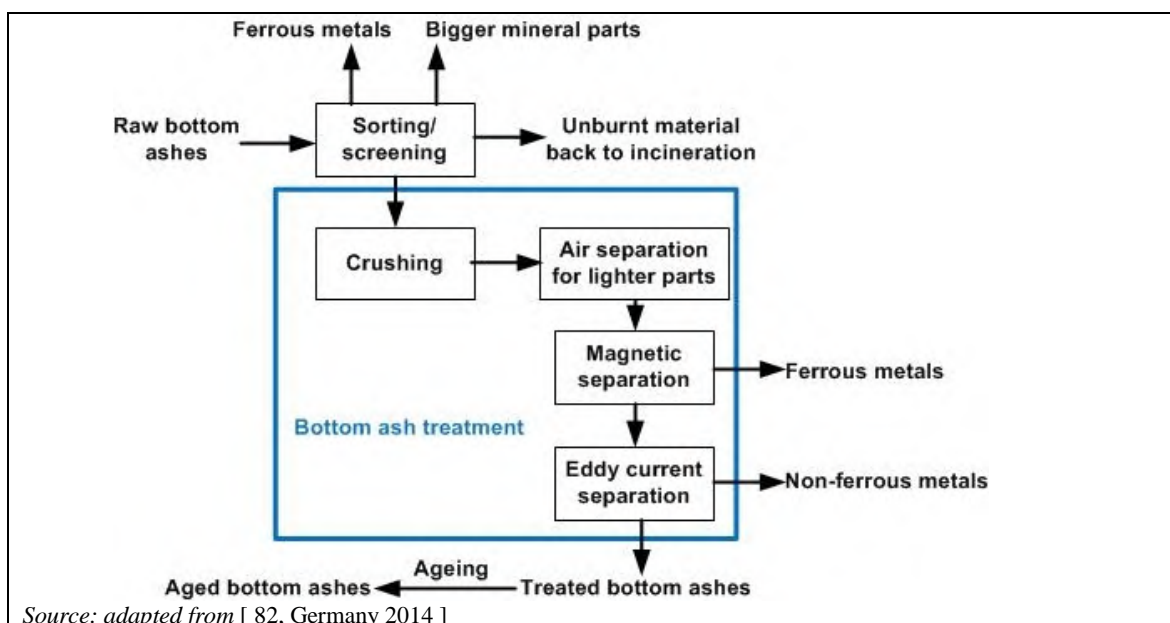 Ferrous metals
Bigger mineral parts
Raw bottom
ashes
Sorting/
screening
Unburnt material
back to incineration
Crushing
Air separation
for lighter parts
Magnetic
separation
Ferrous metals
Bottom ash treatment
Eddy current
separation
Non-ferrous metals
Aged bottom ashes
Ageing
Treated bottom ashes
Source: adapted from [ 82, Germany 2014 ]